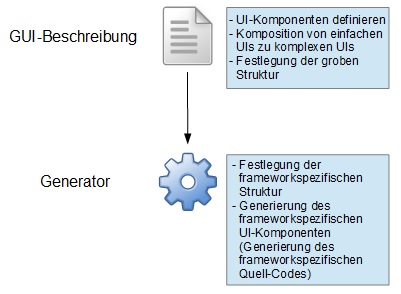 GUI-Beschreibung
- UI-Komponenten definieren
- Komposition von einfachen
UIs zu komplexen UIs
- Festlegung der groben
Struktur
Generator
- Festlegung der
frameworkspezifischen
Struktur
- Generierung des
frameworkspezifischen
UI-Komponenten
(Generierung des
frameworkspezifischen
Quell-Codes)